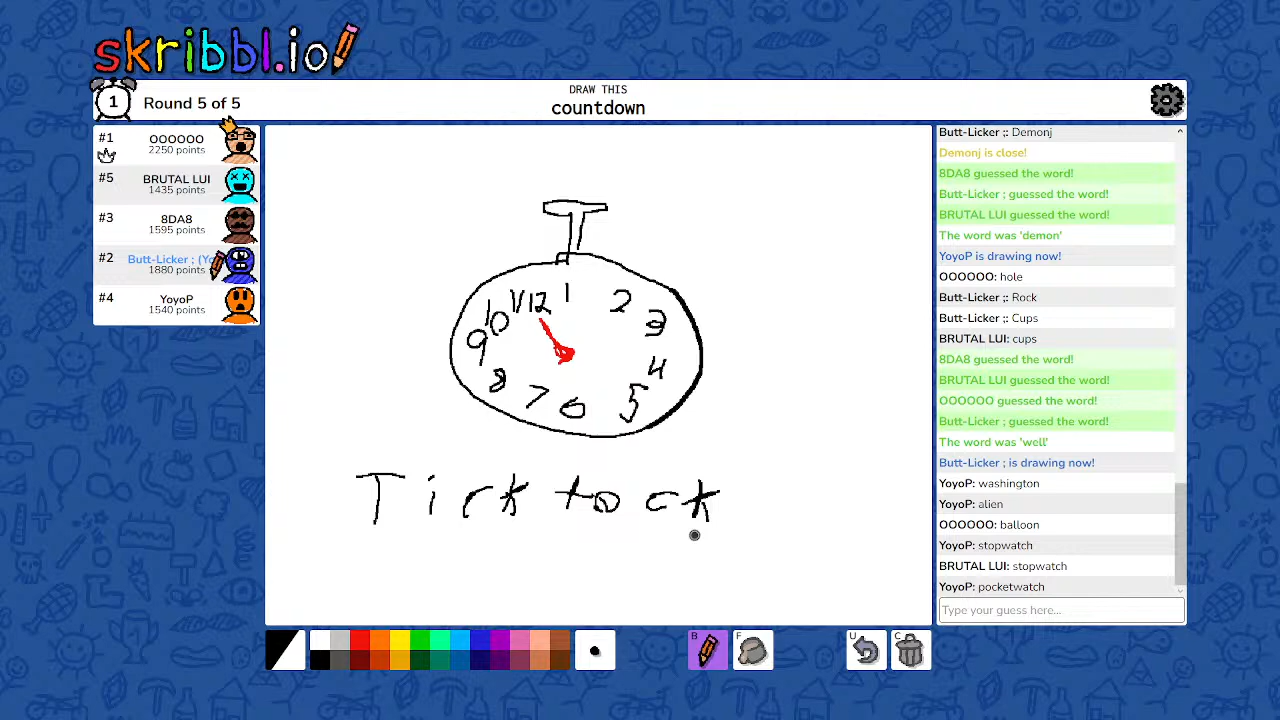 skribbl.io
1
Round 5 of 5
DRAW THIS
countdown
#1
OOOOOO
2250 points
#5
BRUTAL LUI
1435 points
#3
8DA8
1595 points
#2
Butt-Licker ; (Yo
1880 points
#4
YoyoP
1540 points
1
2
3
4
5
6
7
8
9
10
11
12
Tick tock
Butt-Licker ;: Demonj
Demonj is close!
8DA8 guessed the word!
Butt-Licker ; guessed the word!
BRUTAL LUI guessed the word!
The word was 'demon'
YoyoP is drawing now!
OOOOOO: hole
Butt-Licker ;: Rock
Butt-Licker ;: Cups
BRUTAL LUI: cups
8DA8 guessed the word!
BRUTAL LUI guessed the word!
OOOOOO guessed the word!
Butt-Licker ; guessed the word!
The word was 'well'
Butt-Licker ; is drawing now!
YoyoP: washington
YoyoP: alien
OOOOOO: balloon
YoyoP: stopwatch
BRUTAL LUI: stopwatch
YoyoP: pocketwatch
Type your guess here...
B
F
U
C